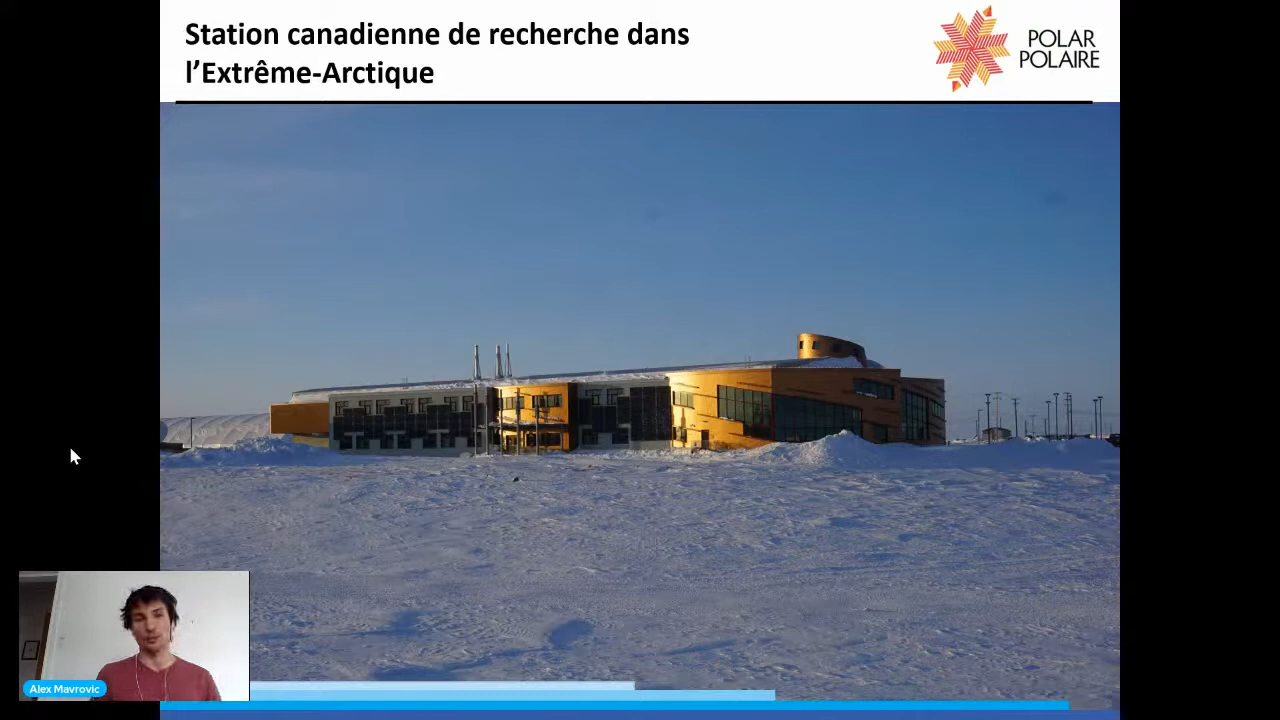 Station canadienne de recherche dans
l’Extrême-Arctique
POLAR
POLAIRE
Alex Mavrovic